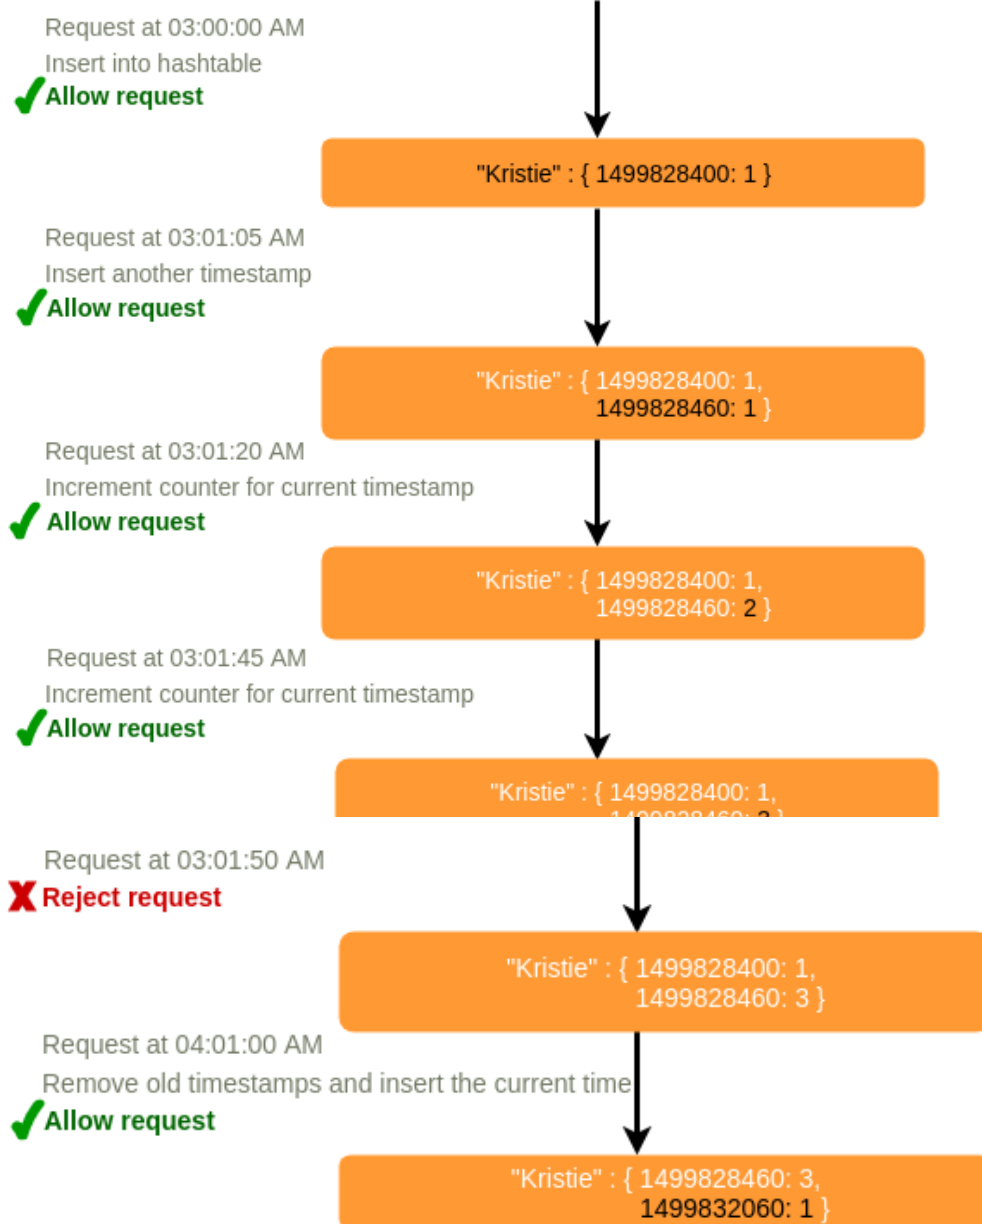 Request at 03:00:00 AM
Insert into hashtable
Allow request
"Kristie" : { 1499828400: 1 }
Request at 03:01:05 AM
Insert another timestamp
Allow request
"Kristie" : { 1499828400: 1,
1499828460: 1 }
Request at 03:01:20 AM
Increment counter for current timestamp
Allow request
"Kristie" : { 1499828400: 1,
1499828460: 2 }
Request at 03:01:45 AM
Increment counter for current timestamp
Allow request
"Kristie" : { 1499828400: 1,
Request at 03:01:50 AM
X Reject request
"Kristie" : { 1499828400: 1,
1499828460: 3 }
Request at 04:01:00 AM
Remove old timestamps and insert the current time
Allow request
"Kristie" : { 1499828460: 3,
1499832060: 1 }